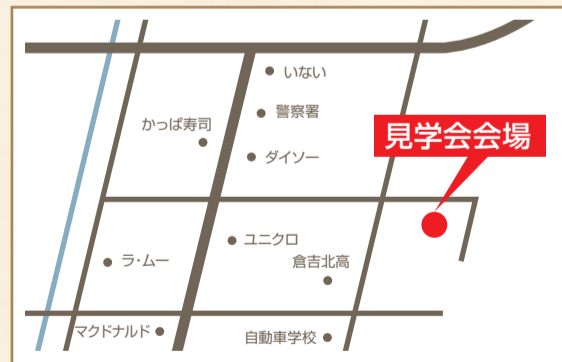 いない
警察署
かっぱ寿司
見学会会場
ダイソー
ユニクロ
ラ・ムー
倉吉北高
マクドナルド
自動車学校